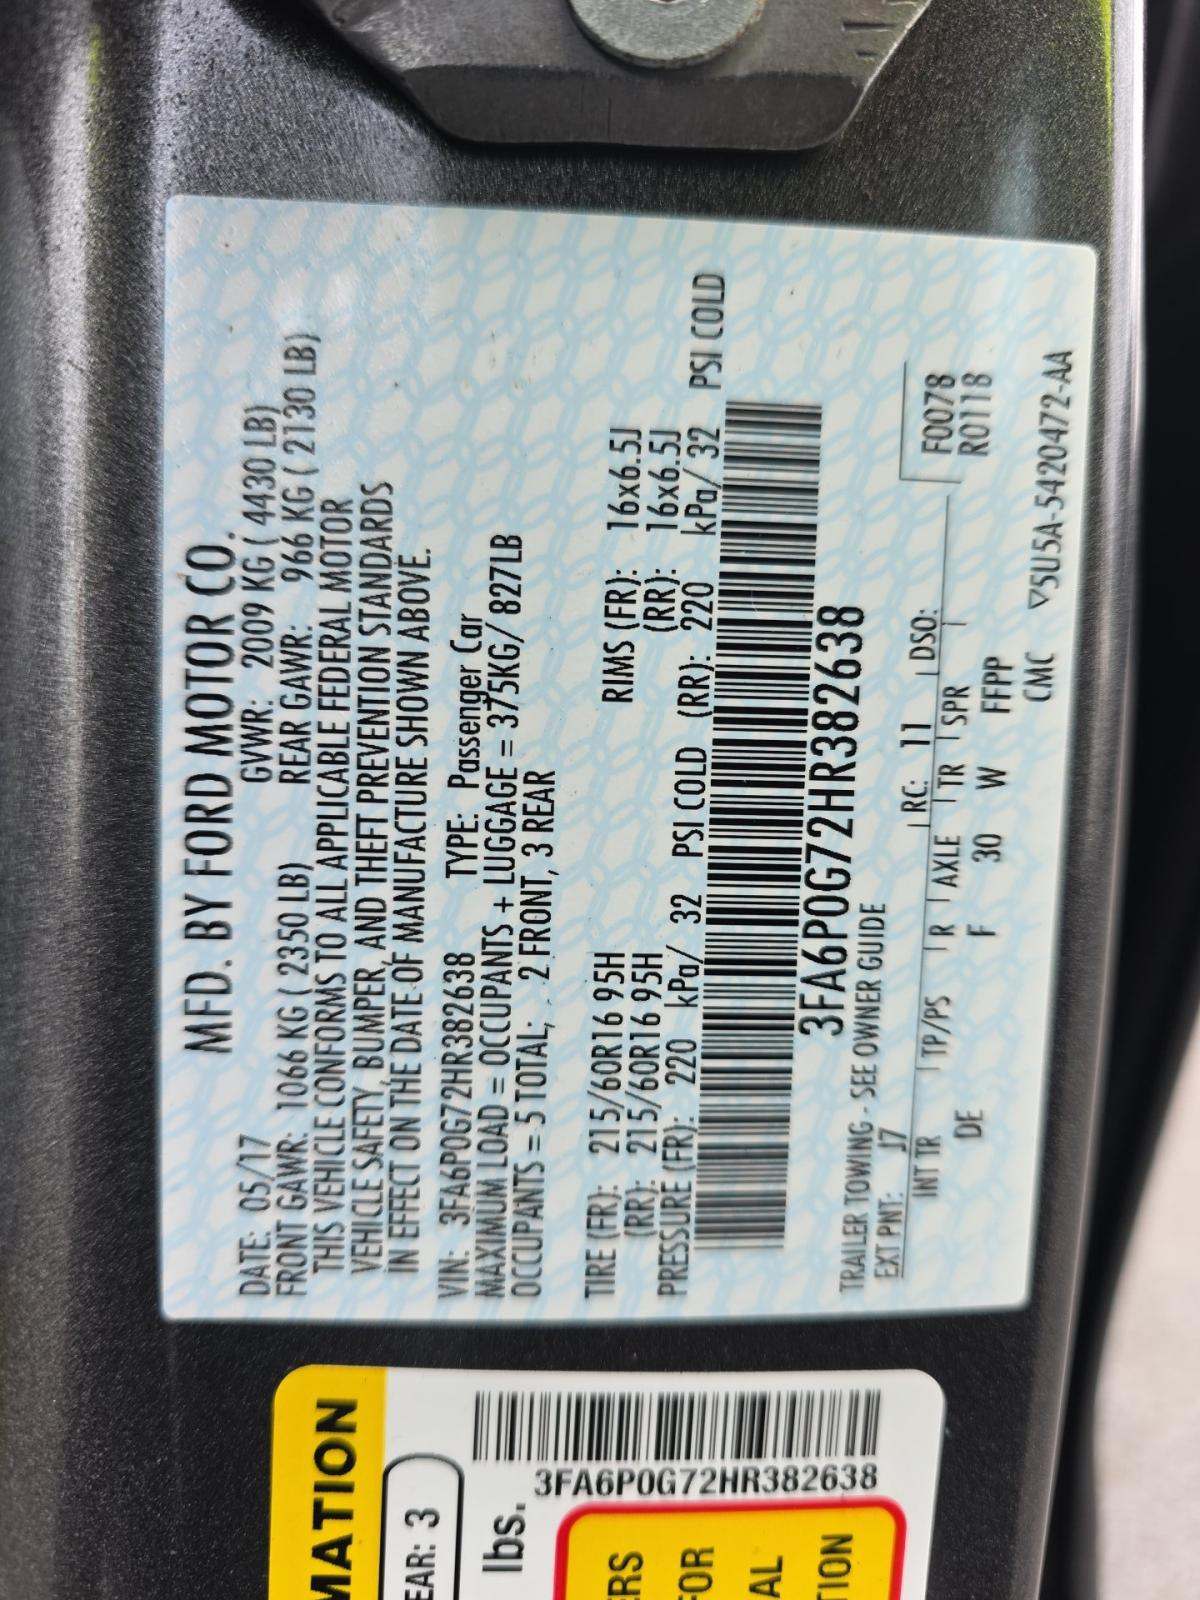 MFD. BY FORD MOTOR CO.
DATE: 05/17 GVWR: 2009 KG ( 4430 LB)
FRONT GAWR: 1066 KG ( 2350 LB) REAR GAWR: 966 KG ( 2130 LB)
THIS VEHICLE CONFORMS TO ALL APPLICABLE FEDERAL MOTOR
VEHICLE SAFETY, BUMPER, AND THEFT PREVENTION STANDARDS
IN EFFECT ON THE DATE OF MANUFACTURE SHOWN ABOVE.
VIN: 3FA6P0G72HR382638 TYPE: Passenger Car
MAXIMUM LOAD = OCCUPANTS + LUGGAGE = 375KG/ 827LB
OCCUPANTS = 5 TOTAL; 2 FRONT, 3 REAR
TIRE (FR): 215/60R16 95H RIMS (FR): 16x6.5J
(RR): 215/60R16 95H (RR): 16x6.5J
PRESSURE (FR): 220 kPa/ 32 PSI COLD (RR): 220 kPa/ 32 PSI COLD
3FA6P0G72HR382638
TRAILER TOWING - SEE OWNER GUIDE
EXT PNT: J7 RC: 11 DSO: F0078
R0118
INT TR TP/PS R AXLE TR SPR
DE F 30 W FFPP
CMC ▽5U5A-5420472-AA
MATION
EAR: 3
lbs.
3FA6P0G72HR382638
ERS
FOR
AL
TION